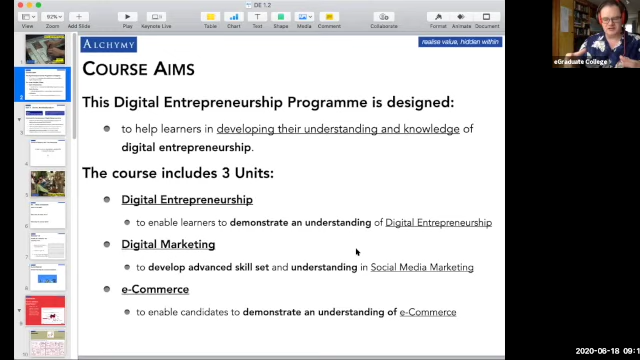 DE 1.2
92%
View
Zoom
Add Slide
Play
Keynote Live
Table
Chart
Text
Shape
Media
Comment
Collaborate
Format
Animate
Document
ALCHYMY
realise value, hidden within
COURSE AIMS
This Digital Entrepreneurship Programme is designed:
to help learners in developing their understanding and knowledge of
digital entrepreneurship.
The course includes 3 Units:
Digital Entrepreneurship
to enable learners to demonstrate an understanding of Digital Entrepreneurship
Digital Marketing
to develop advanced skill set and understanding in Social Media Marketing
e-Commerce
to enable candidates to demonstrate an understanding of e-Commerce
eGraduate College
2020-06-18 09:1